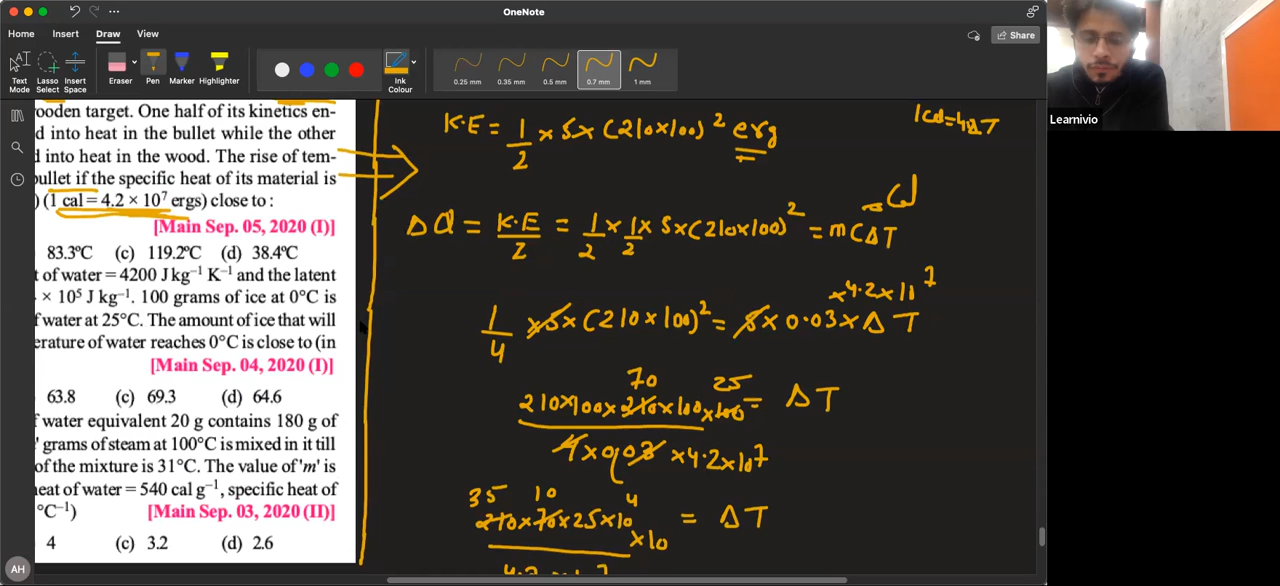 OneNote
Home Insert Draw View
Share
Text Mode
Lasso Select
Insert Space
Eraser
Pen
Marker
Highlighter
0.25 mm
0.35 mm
0.5 mm
0.7 mm
1 mm
Ink Colour
Learnivio
ooden target. One half of its kinetics en-
d into heat in the bullet while the other
d into heat in the wood. The rise of tem-
bullet if the specific heat of its material is
) (1 cal = 4.2 × 10⁷ ergs) close to :
[Main Sep. 05, 2020 (I)]
83.3°C (c) 119.2°C (d) 38.4°C
t of water = 4200 J kg⁻¹ K⁻¹ and the latent
× 10⁵ J kg⁻¹. 100 grams of ice at 0°C is
f water at 25°C. The amount of ice that will
erature of water reaches 0°C is close to (in
[Main Sep. 04, 2020 (I)]
63.8 (c) 69.3 (d) 64.6
f water equivalent 20 g contains 180 g of
' grams of steam at 100°C is mixed in it till
of the mixture is 31°C. The value of 'm' is
heat of water = 540 cal g⁻¹, specific heat of
°C⁻¹) [Main Sep. 03, 2020 (II)]
4 (c) 3.2 (d) 2.6
AH
K.E = 1/2 × 5 × (210×100)² erg
ΔQ = K.E/2 = 1/2 × 1/2 × 5 × (210×100)² = mCΔT
1/4 × 5 × (210×100)² = 5 × 0.03 × ΔT × 4.2 × 10⁷
70 25
210×100×210×100×100 = ΔT
4 × 0.03 × 4.2 × 10⁷
35 10
210×70×25×10⁴ × 10 = ΔT